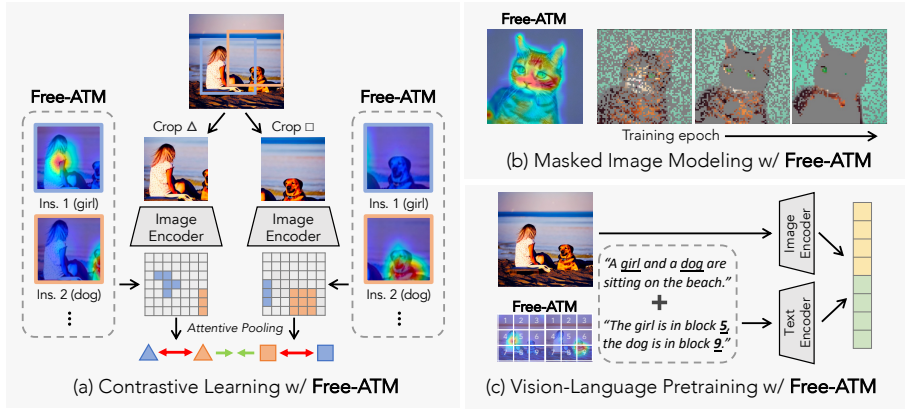 Free-ATM
Ins. 1 (girl)
Ins. 2 (dog)
Crop △
Crop □
Image
Encoder
Image
Encoder
Free-ATM
Ins. 1 (girl)
Ins. 2 (dog)
Attentive Pooling
(a) Contrastive Learning w/ Free-ATM
Free-ATM
Training epoch
(b) Masked Image Modeling w/ Free-ATM
Free-ATM
“A girl and a dog are
sitting on the beach.”
+
“The girl is in block 5,
the dog is in block 9.”
Image
Encoder
Text
Encoder
(c) Vision-Language Pretraining w/ Free-ATM